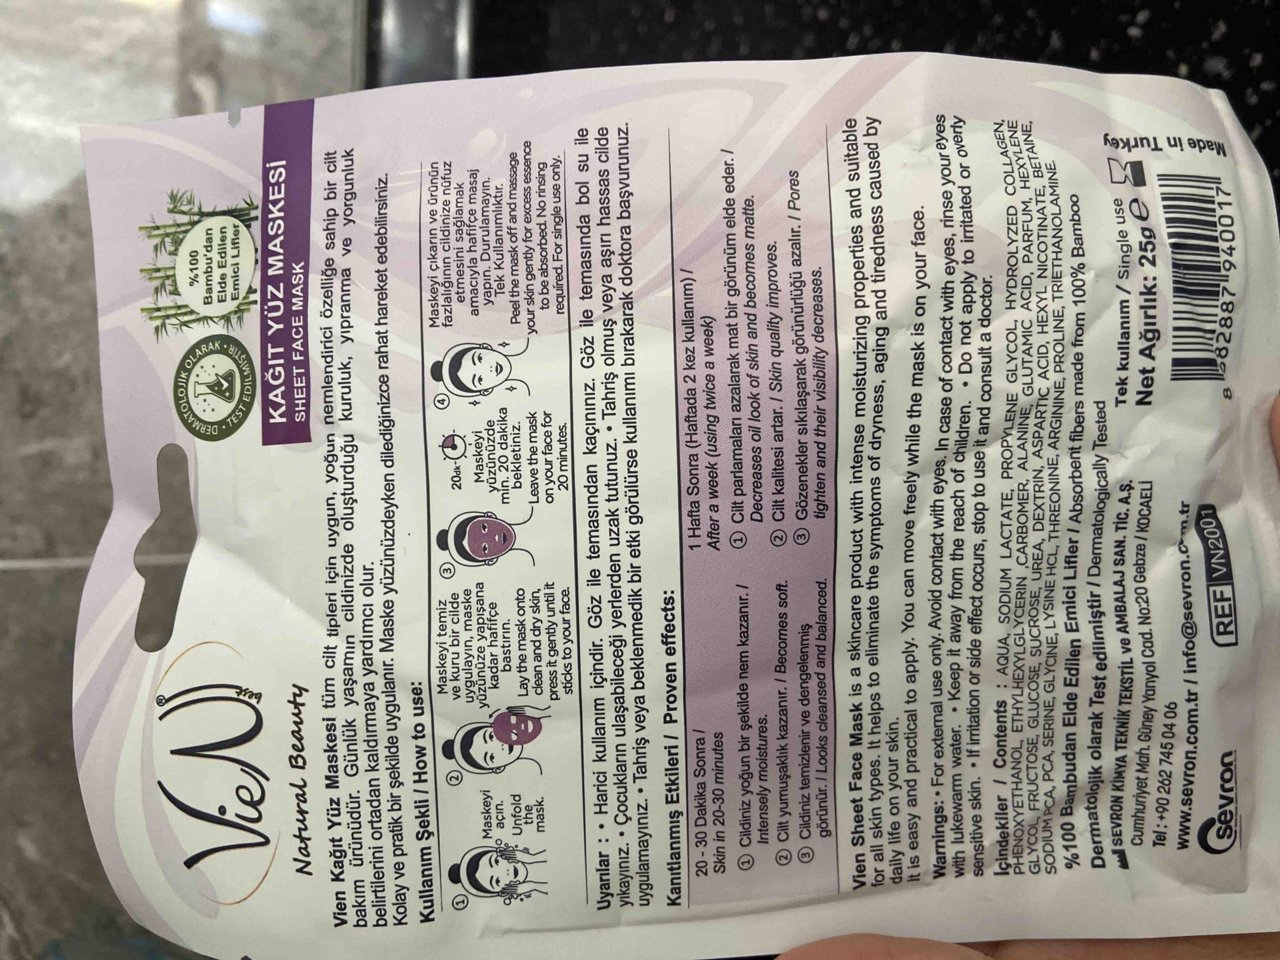 VieN®
best
Natural Beauty
DERMATOLOJİK OLARAK • TEST EDİLMİŞTİR •
%100
Bambu'dan
Elde Edilen
Emici Lifler
KAĞIT YÜZ MASKESİ
SHEET FACE MASK
Vien Kağıt Yüz Maskesi tüm cilt tipleri için uygun, yoğun nemlendirici özelliğe sahip bir cilt
bakım ürünüdür. Günlük yaşamın cildinizde oluşturduğu kuruluk, yıpranma ve yorgunluk
belirtilerini ortadan kaldırmaya yardımcı olur.
Kolay ve pratik bir şekilde uygulanır. Maske yüzünüzdeyken dilediğinizce rahat hareket edebilirsiniz.
Kullanım Şekli / How to use:
1
Maskeyi
açın.
Unfold
the
mask.
2
Maskeyi temiz
ve kuru bir cilde
uygulayın, maske
yüzünüze yapışana
kadar hafifçe
bastırın.
Lay the mask onto
clean and dry skin,
press it gently until it
sticks to your face.
3
20dk-
Maskeyi
yüzünüzde
min. 20 dakika
bekletiniz.
Leave the mask
on your face for
20 minutes.
4
Maskeyi çıkarın ve ürünün
fazlalığının cildinize nüfuz
etmesini sağlamak
amacıyla hafifçe masaj
yapın. Durulamayın.
Tek Kullanımlıktır.
Peel the mask off and massage
your skin gently for excess essence
to be absorbed. No rinsing
required. For single use only.
Uyarılar : • Harici kullanım içindir. Göz ile temasından kaçınınız. Göz ile temasında bol su ile
yıkayınız. • Çocukların ulaşabileceği yerlerden uzak tutunuz. • Tahriş olmuş veya aşırı hassas cilde
uygulamayınız. • Tahriş veya beklenmedik bir etki görülürse kullanımı bırakarak doktora başvurunuz.
Kanıtlanmış Etkileri / Proven effects:
20 - 30 Dakika Sonra /
Skin in 20-30 minutes
1 Cildiniz yoğun bir şekilde nem kazanır. /
Intensely moistures.
2 Cilt yumuşaklık kazanır. / Becomes soft.
3 Cildiniz temizlenir ve dengelenmiş
görünür. / Looks cleansed and balanced.
1 Hafta Sonra (Haftada 2 kez kullanım) /
After a week (using twice a week)
1 Cilt parlamaları azalarak mat bir görünüm elde eder. /
Decreases oil look of skin and becomes matte.
2 Cilt kalitesi artar. / Skin quality improves.
3 Gözenekler sıkılaşarak görünürlüğü azalır. / Pores
tighten and their visibility decreases.
Vien Sheet Face Mask is a skincare product with intense moisturizing properties and suitable
for all skin types. It helps to eliminate the symptoms of dryness, aging and tiredness caused by
daily life on your skin.
It is easy and practical to apply. You can move freely while the mask is on your face.
Warnings: • For external use only. Avoid contact with eyes. In case of contact with eyes, rinse your eyes
with lukewarm water. • Keep it away from the reach of children. • Do not apply to irritated or overly
sensitive skin. • If irritation or side effect occurs, stop to use it and consult a doctor.
İçindekiler / Contents : AQUA, SODIUM LACTATE, PROPYLENE GLYCOL, HYDROLYZED COLLAGEN,
PHENOXYETHANOL, ETHYLHEXYLGLYCERIN ,CARBOMER, ALANINE, GLUTAMIC ACID, PARFUM, HEXYLENE
GLYCOL, FRUCTOSE, GLUCOSE, SUCROSE, UREA, DEXTRIN, ASPARTIC ACID, HEXYL NICOTINATE, BETAINE,
SODIUM PCA, PCA, SERINE, GLYCINE, LYSINE HCL, THREONINE, ARGININE, PROLINE, TRIETHANOLAMINE.
%100 Bambudan Elde Edilen Emici Lifler / Absorbent fibers made from 100% Bamboo
Dermatolojik olarak Test edilmiştir / Dermatologically Tested
SEVRON KİMYA TEKNİK TEKSTİL ve AMBALAJ SAN. TİC. A.Ş.
Cumhuriyet Mah. Güney Yanyol Cad. No:20 Gebze / KOCAELİ
Tel : +90 262 745 04 06
www.sevron.com.tr / info@sevron.com.tr
sevron
REF VN2001
Tek kullanım / Single use
Net Ağırlık: 25g e
Made in Turkey
8 682887 940017